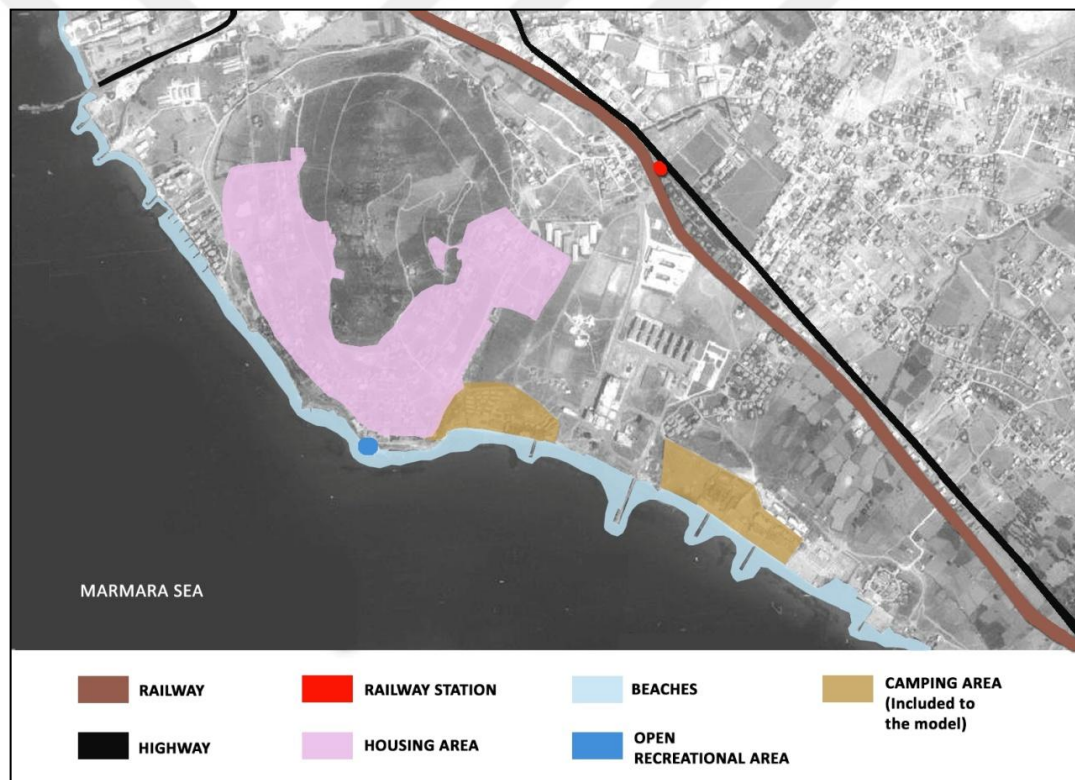 MARMARA SEA
RAILWAY
RAILWAY STATION
BEACHES
CAMPING AREA
(Included to
the model)
HIGHWAY
HOUSING AREA
OPEN
RECREATIONAL AREA